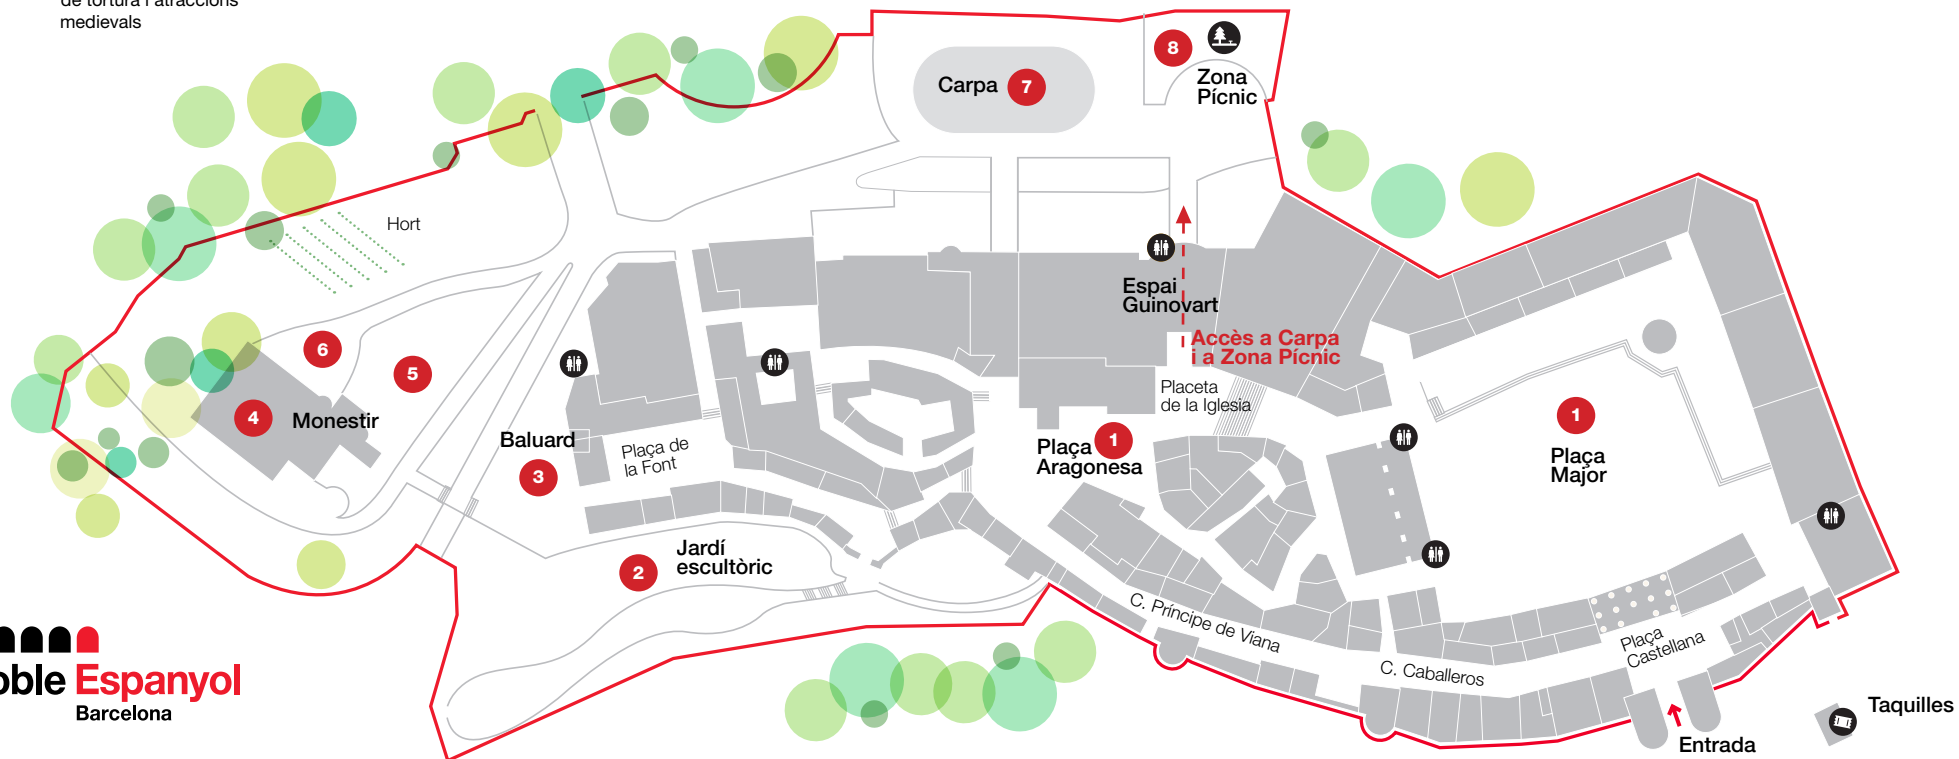 de tortura i atraccions
medievals
Carpa 7
8
Zona
Pícnic
Hort
Espai
Guinovart
Accès a Carpa
i a Zona Pícnic
6
5
4
Monestir
Placeta
de la Iglesia
1
Plaça
Aragonesa
1
Plaça
Major
Baluard
3
Plaça de
la Font
2
Jardí
escultòric
C. Príncipe de Viana
C. Caballeros
Plaça
Castellana
Taquilles
Entrada
oble Espanyol
Barcelona